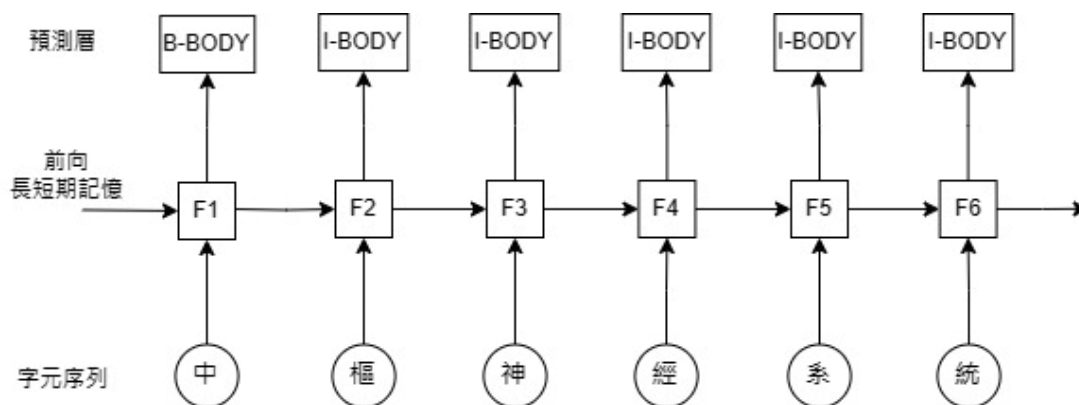 預測層
B-BODY I-BODY I-BODY I-BODY I-BODY I-BODY
前向
長短期記憶
F1 F2 F3 F4 F5 F6
字元序列
中 樞 神 經 系 統